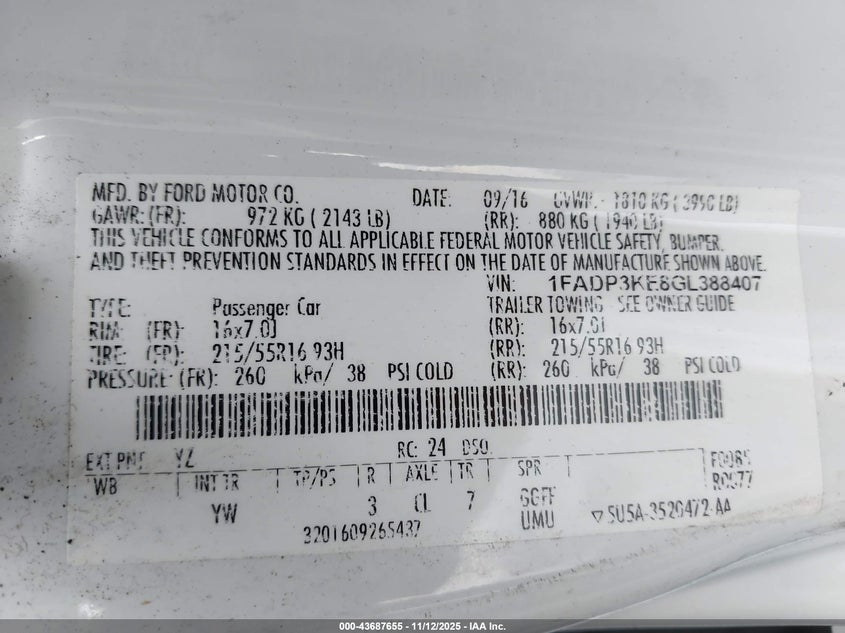 MFD. BY FORD MOTOR CO. DATE: 09/16 GVWR: 1810 KG ( 3990 LB)
GAWR: (FR): 972 KG ( 2143 LB) (RR): 880 KG ( 1940 LB)
THIS VEHICLE CONFORMS TO ALL APPLICABLE FEDERAL MOTOR VEHICLE SAFETY, BUMPER,
AND THEFT PREVENTION STANDARDS IN EFFECT ON THE DATE OF MANUFACTURE SHOWN ABOVE.
VIN: 1FADP3KE8GL388407
TYPE: Passenger Car TRAILER TOWING SEE OWNER GUIDE
RIM: (FR): 16x7.0J (RR): 16x7.0J
TIRE: (FR): 215/55R16 93H (RR): 215/55R16 93H
PRESSURE: (FR): 260 kPa/ 38 PSI COLD (RR): 260 kPa/ 38 PSI COLD
EXT PNT: YZ RC: 24 DSO:
WB INT TR TP/PS R AXLE TR SPR F0085
R0077
YW 3 CL 7 GGFF
UMU ▽ 5U5A-3520472-AA
3201609265437
000-43687655 - 11/12/2025 - IAA Inc.